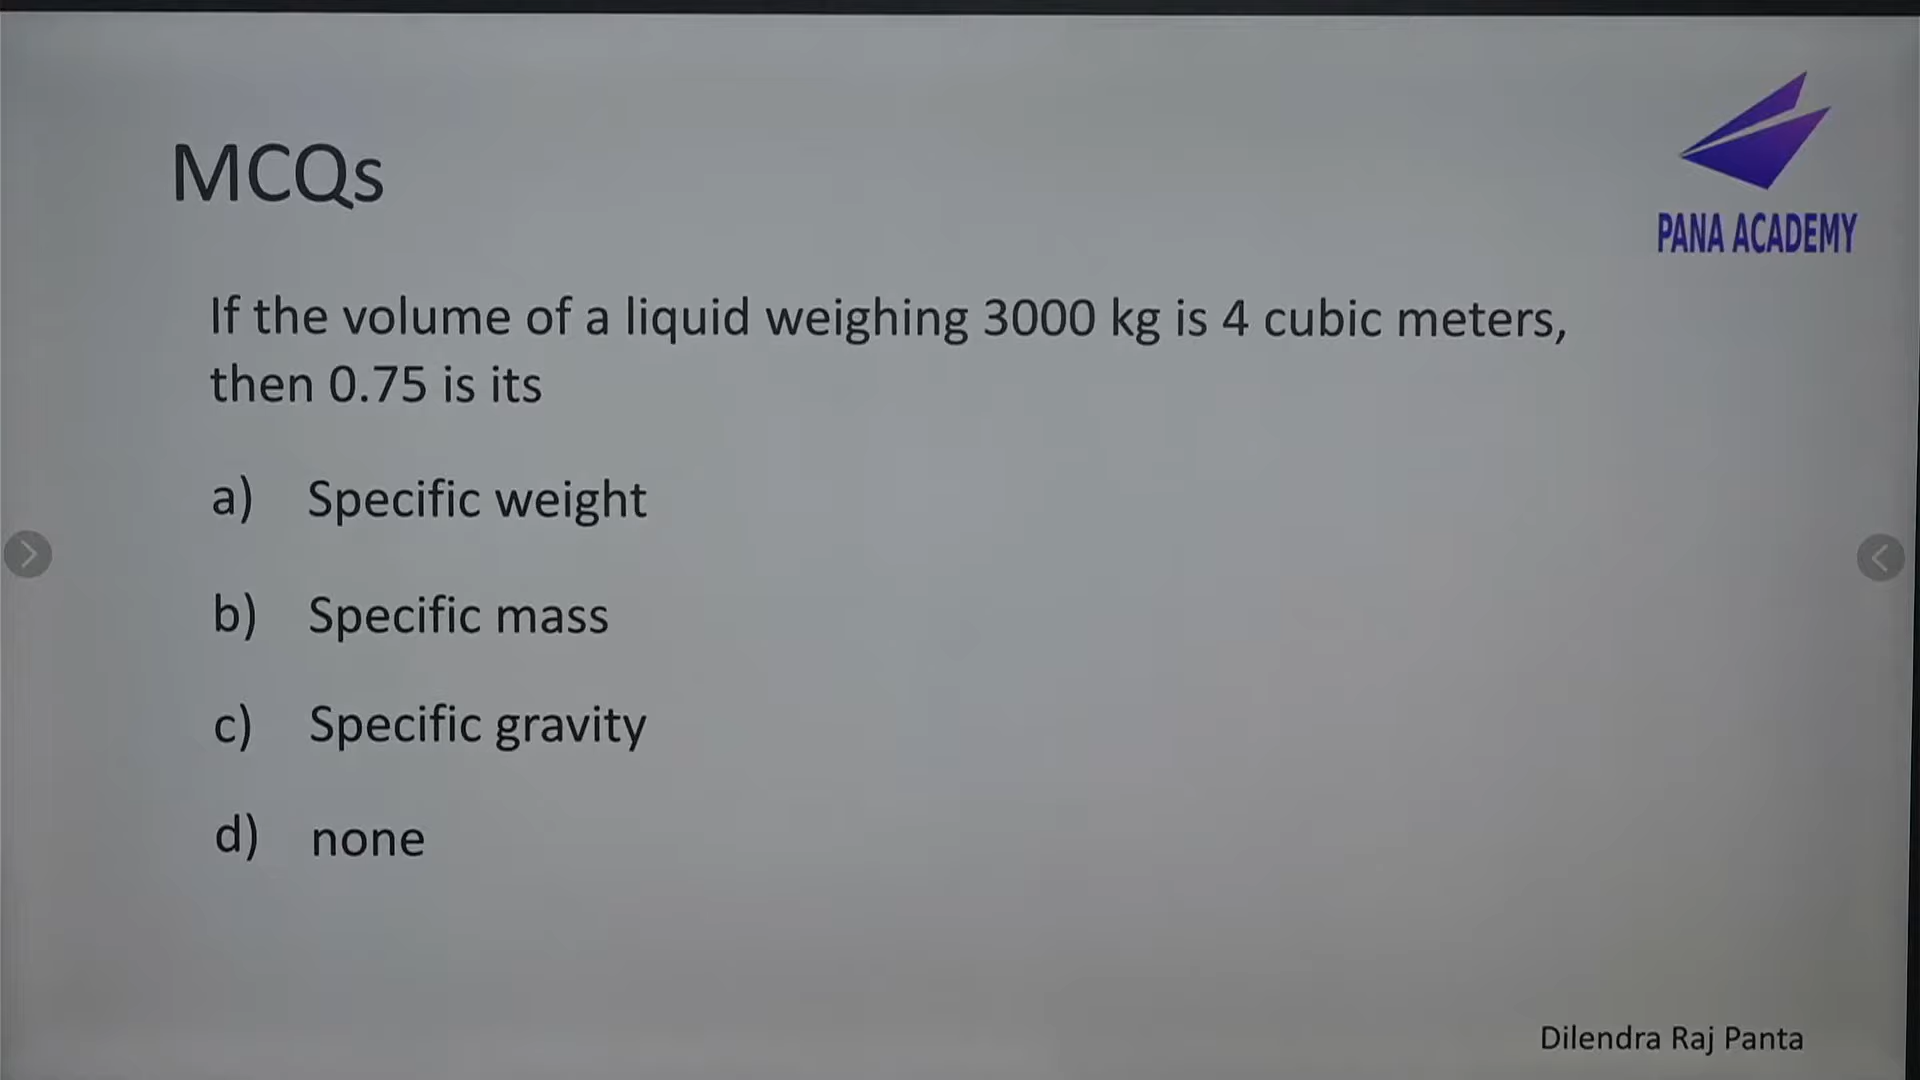 MCQs
PANA ACADEMY
If the volume of a liquid weighing 3000 kg is 4 cubic meters,
then 0.75 is its
a) Specific weight
b) Specific mass
c) Specific gravity
d) none
Dilendra Raj Panta